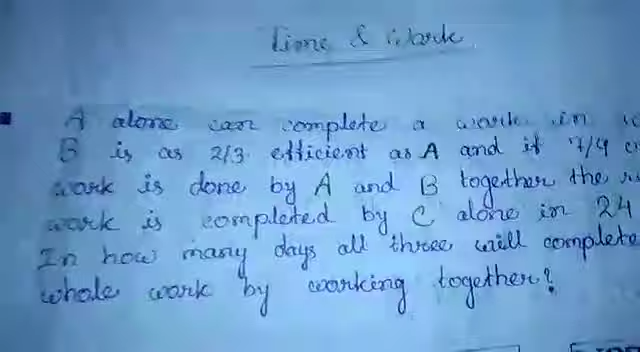 Time & Work
A alone can complete a work in
B is as 2/3 efficient as A and if 7/9
work is done by A and B together the
work is completed by C alone in 24
In how many days all three will complete
whole work by working together?